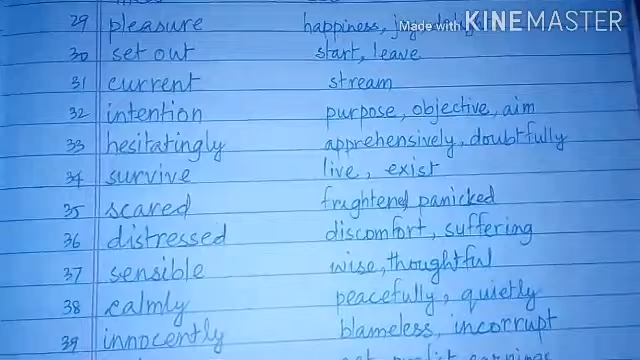 29 pleasure happiness,
Made with KINEMASTER
30 set out start, leave
31 current stream
32 intention purpose, objective, aim
33 hesitatingly apprehensively, doubtfully
34 survive live, exist
35 scared frightened panicked
36 distressed discomfort, suffering
37 sensible wise, thoughtful
38 calmly peacefully, quietly
39 innocently blameless, incorrupt